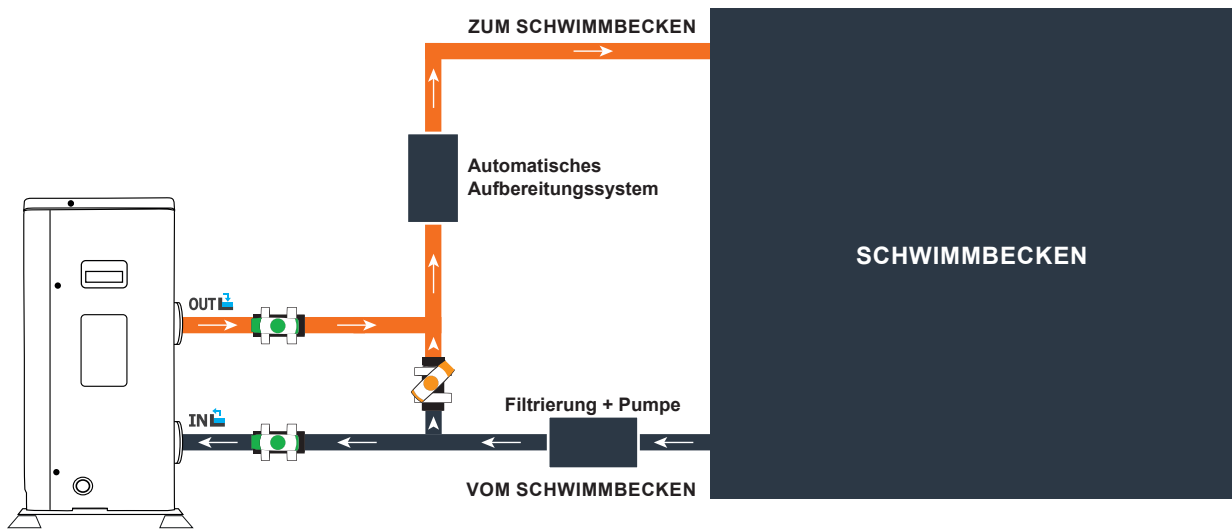 ZUM SCHWIMMBECKEN
Automatisches
Aufbereitungssystem
SCHWIMMBECKEN
OUT
IN
Filtrierung + Pumpe
VOM SCHWIMMBECKEN